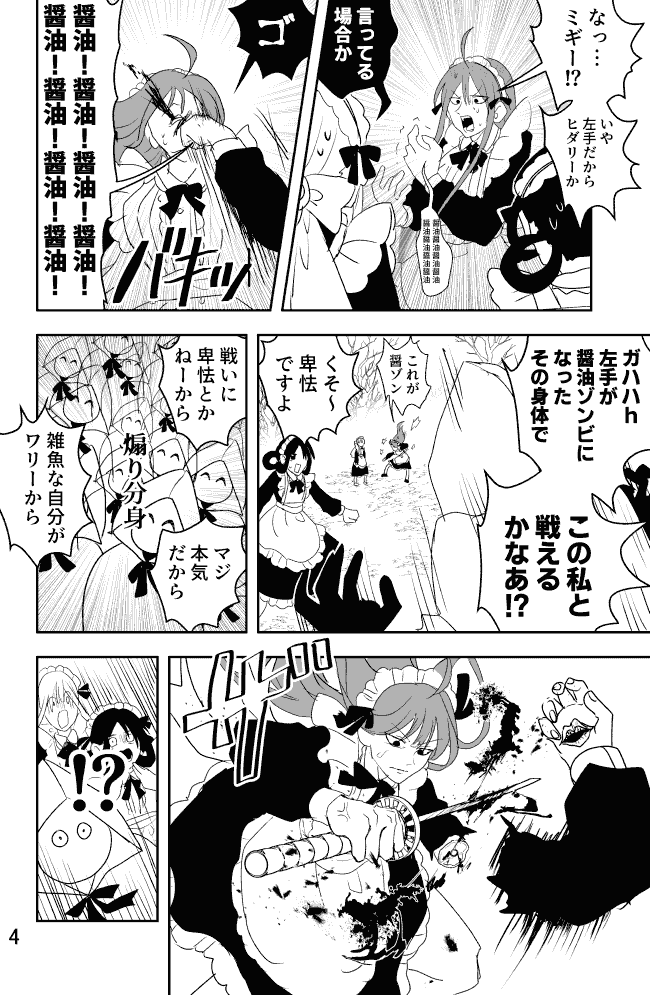 なっ…
ミギー!?
いや
左手だから
ヒダリーか
醤油醤油醤油
醤油醤油醤油
醤油醤油醤油
言ってる
場合か
ゴ
バキッ
醤油！醤油！醤油！醤油！
醤油！醤油！醤油！醤油！
ガハハh
左手が
醤油ゾンビに
なった
その身体で
この私と
戦える
かなあ!?
これが
醤ゾン
くそ〜
卑怯
ですよ
戦いに
卑怯とか
ねーから
煽り分身
マジ
本気
だから
雑魚な自分が
ワリーから
!?
4